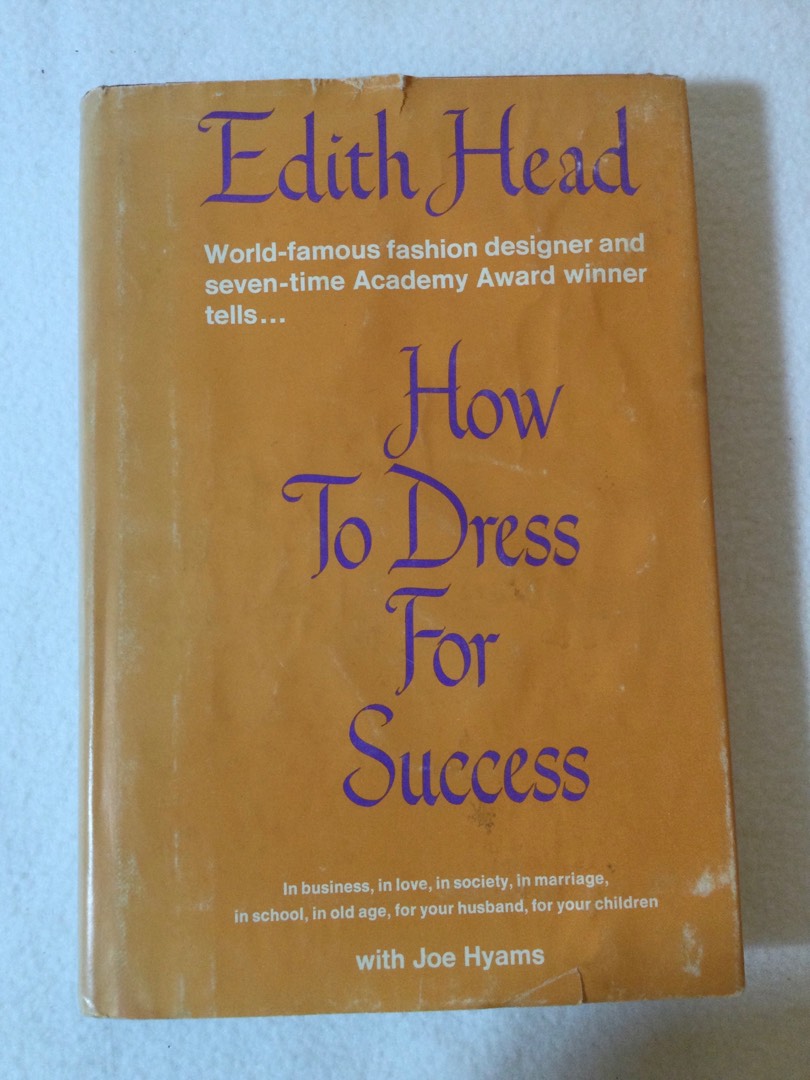 Edith Head
World-famous fashion designer and
seven-time Academy Award winner
tells...
How
To Dress
For
Success
In business, in love, in society, in marriage,
in school, in old age, for your husband, for your children
with Joe Hyams